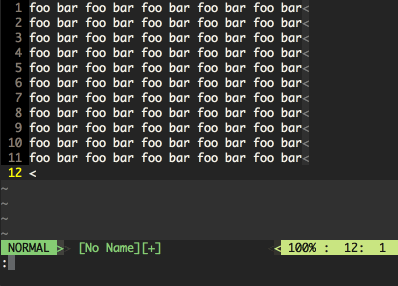 1 foo bar foo bar foo bar foo bar foo bar<
2 foo bar foo bar foo bar foo bar foo bar<
3 foo bar foo bar foo bar foo bar foo bar<
4 foo bar foo bar foo bar foo bar foo bar<
5 foo bar foo bar foo bar foo bar foo bar<
6 foo bar foo bar foo bar foo bar foo bar<
7 foo bar foo bar foo bar foo bar foo bar<
8 foo bar foo bar foo bar foo bar foo bar<
9 foo bar foo bar foo bar foo bar foo bar<
10 foo bar foo bar foo bar foo bar foo bar<
11 foo bar foo bar foo bar foo bar foo bar<
12 <
~
~
~
~
NORMAL >> [No Name][+] << 100% : 12: 1
: